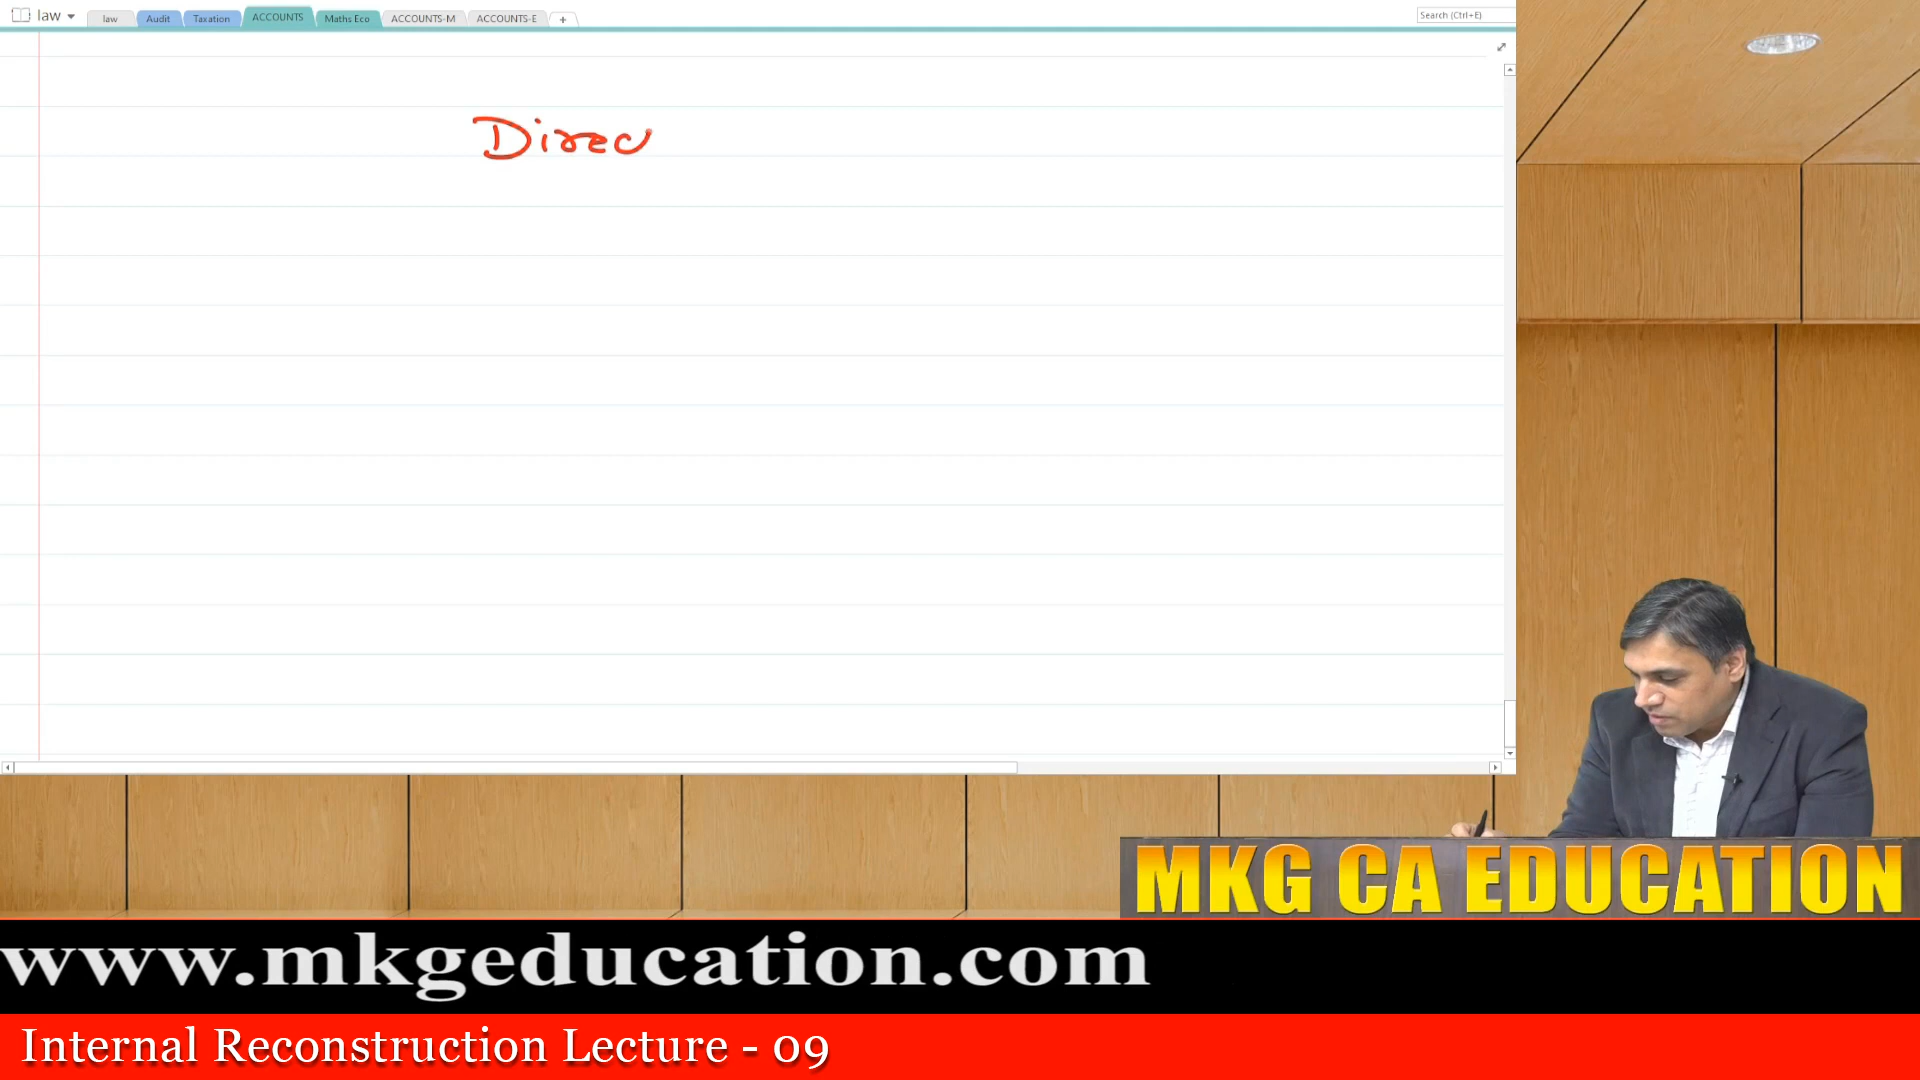 law
law Audit Taxation ACCOUNTS Maths Eco ACCOUNTS-M ACCOUNTS-E +
Search (Ctrl+E)
Direc
MKG CA EDUCATION
www.mkgeducation.com
Internal Reconstruction Lecture - 09